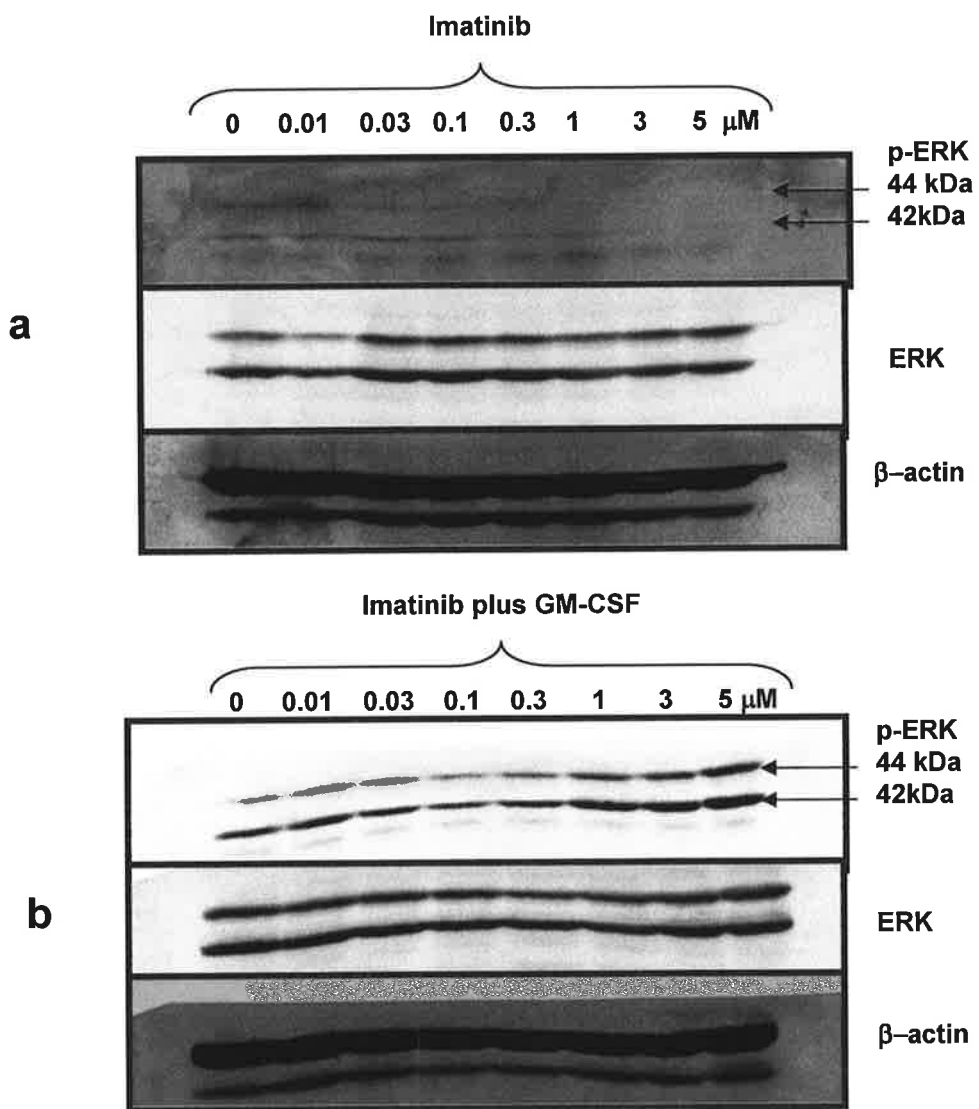 Imatinib
0 0.01 0.03 0.1 0.3 1 3 5 μM
p-ERK
44 kDa
42kDa
a
ERK
β–actin
Imatinib plus GM-CSF
0 0.01 0.03 0.1 0.3 1 3 5 μM
p-ERK
44 kDa
42kDa
b
ERK
β–actin